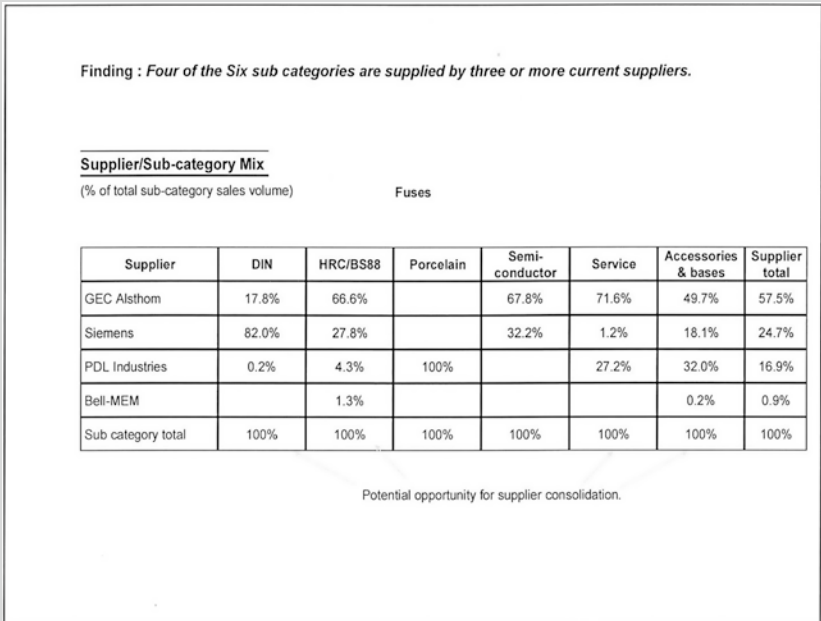 Finding : Four of the Six sub categories are supplied by three or more current suppliers.
Supplier/Sub-category Mix
(% of total sub-category sales volume)
Fuses
Supplier DIN HRC/BS88 Porcelain Semi-conductor Service Accessories & bases Supplier total
GEC Alsthom 17.8% 66.6% 67.8% 71.6% 49.7% 57.5%
Siemens 82.0% 27.8% 32.2% 1.2% 18.1% 24.7%
PDL Industries 0.2% 4.3% 100% 27.2% 32.0% 16.9%
Bell-MEM 1.3% 0.2% 0.9%
Sub category total 100% 100% 100% 100% 100% 100% 100%
Potential opportunity for supplier consolidation.